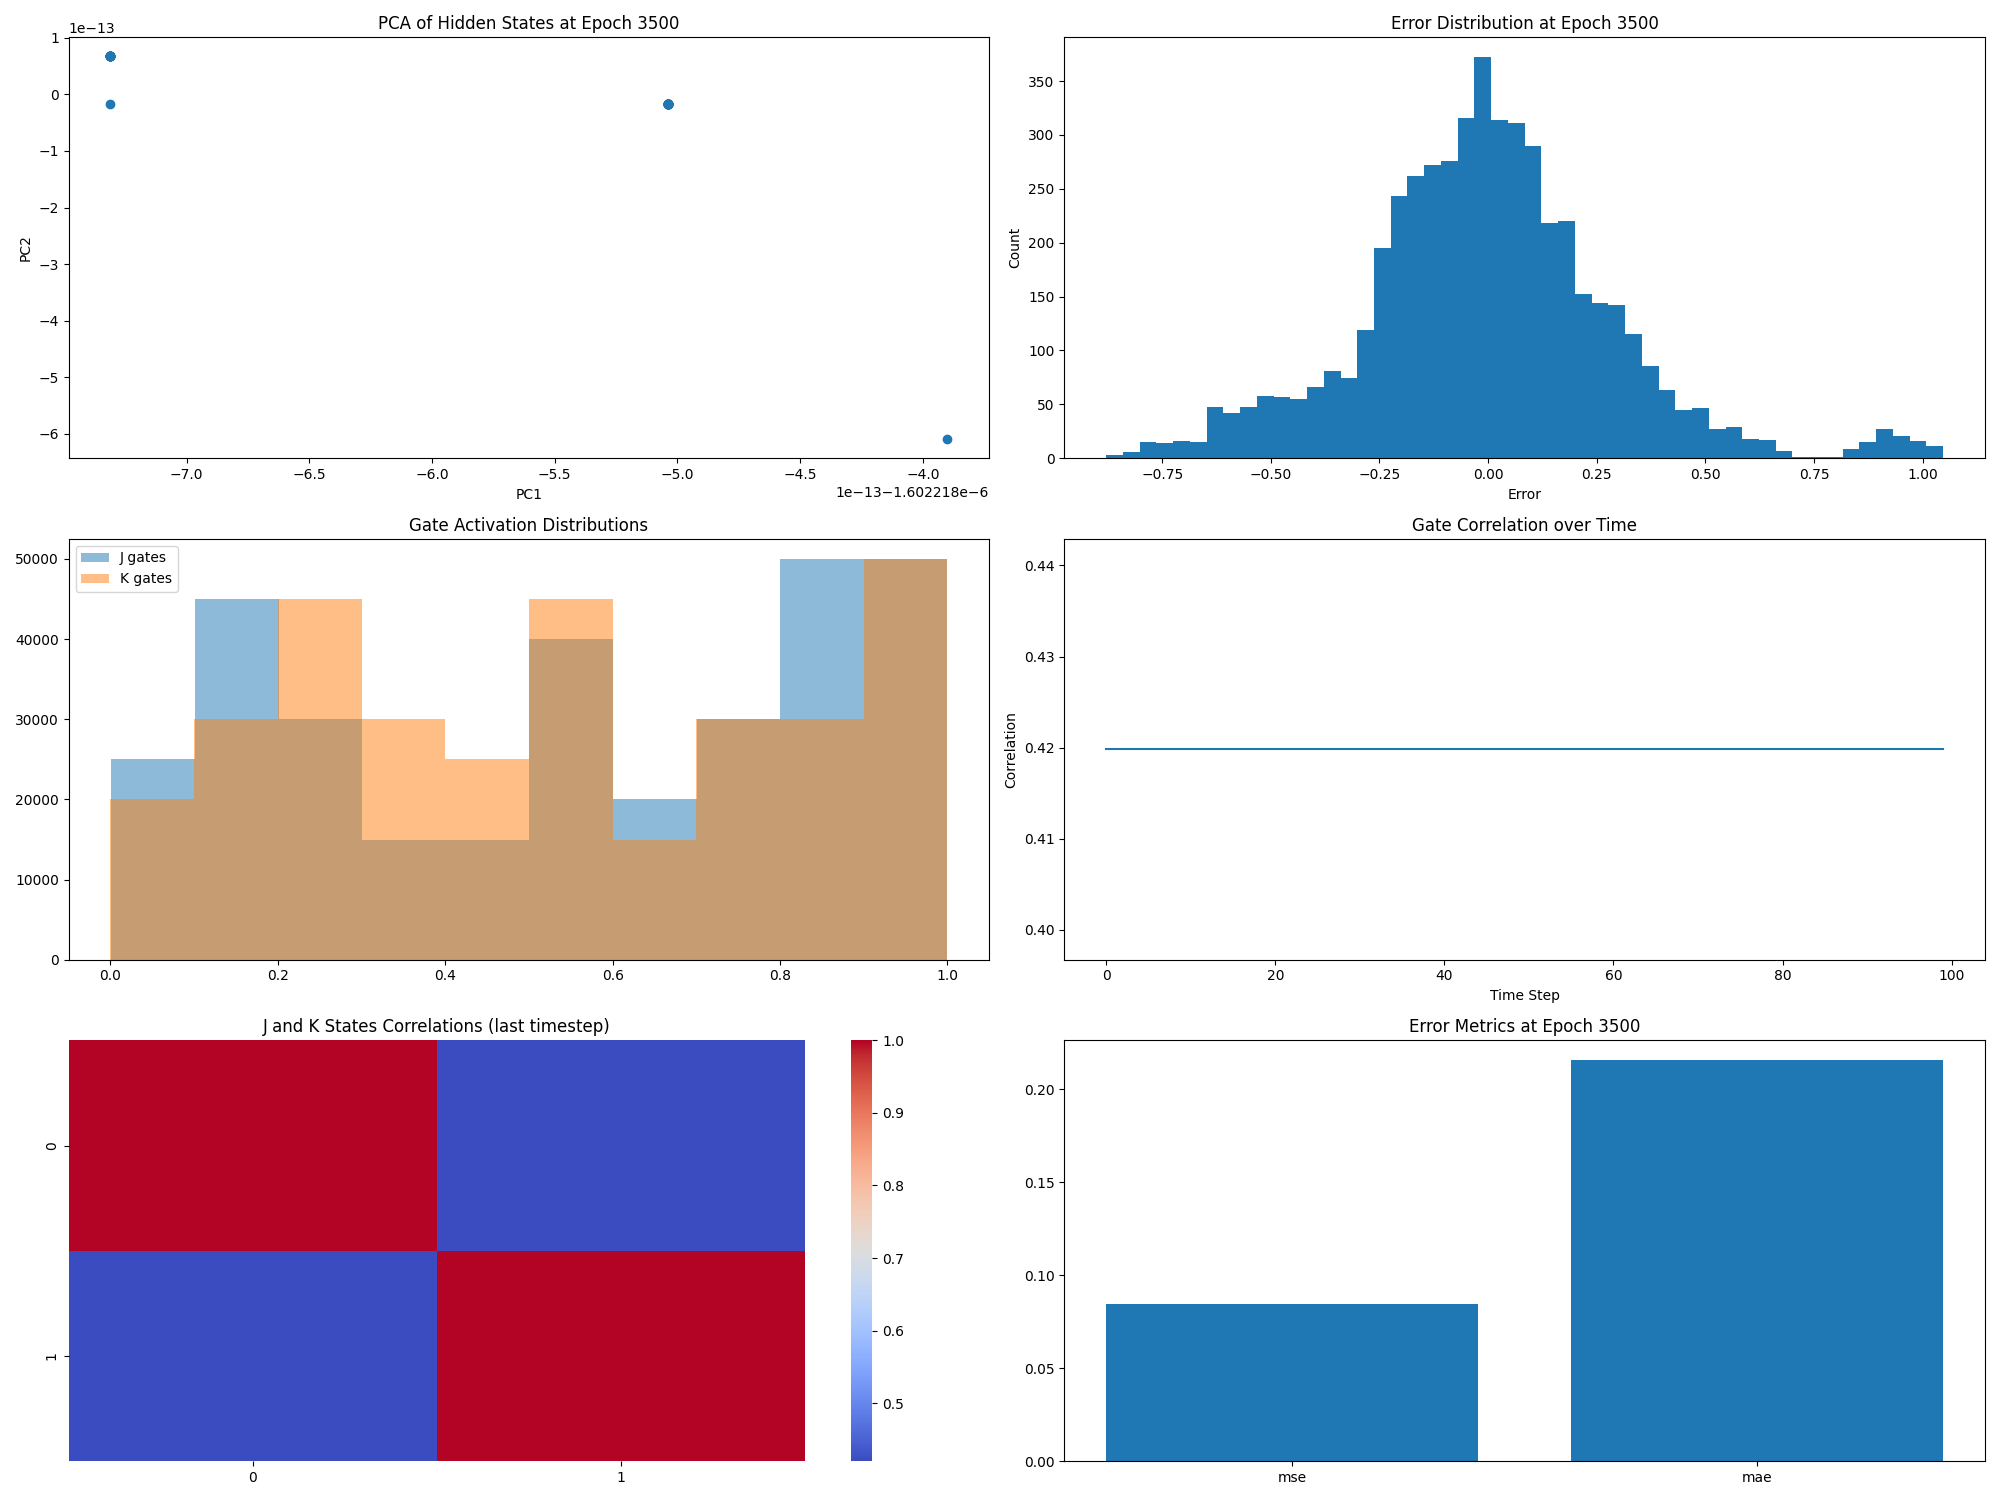 PCA of Hidden States at Epoch 3500
1e−13
1
0
−1
−2
−3
−4
−5
−6
PC2
−7.0 −6.5 −6.0 −5.5 −5.0 −4.5 −4.0
1e−13−1.602218e−6
PC1
Error Distribution at Epoch 3500
350
300
250
200
150
100
50
0
Count
−0.75 −0.50 −0.25 0.00 0.25 0.50 0.75 1.00
Error
Gate Activation Distributions
J gates
K gates
50000
40000
30000
20000
10000
0
0.0 0.2 0.4 0.6 0.8 1.0
Gate Correlation over Time
0.44
0.43
0.42
0.41
0.40
Correlation
0 20 40 60 80 100
Time Step
J and K States Correlations (last timestep)
0
1
0 1
1.0
0.9
0.8
0.7
0.6
0.5
Error Metrics at Epoch 3500
0.20
0.15
0.10
0.05
0.00
mse mae